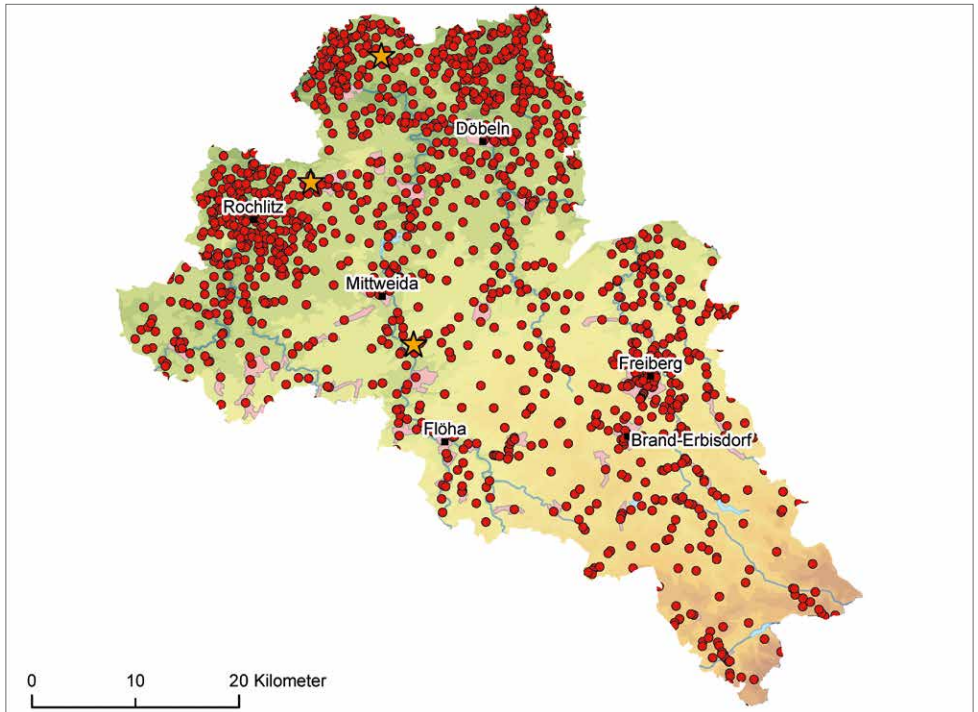 Döbeln
Rochlitz
Mittweida
Freiberg
Flöha
Brand-Erbisdorf
0 10 20 Kilometer